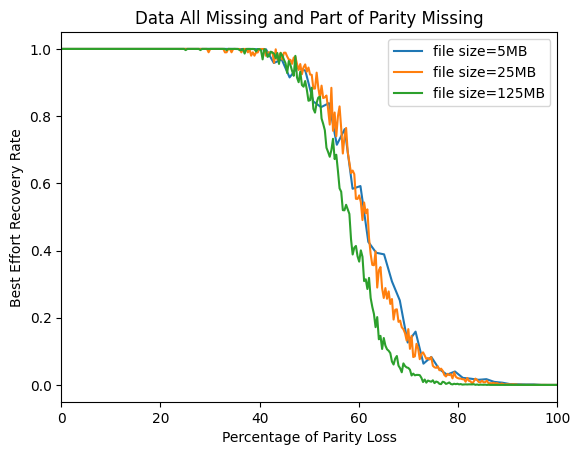 Data All Missing and Part of Parity Missing
1.0
0.8
0.6
0.4
0.2
0.0
Best Effort Recovery Rate
file size=5MB
file size=25MB
file size=125MB
0 20 40 60 80 100
Percentage of Parity Loss